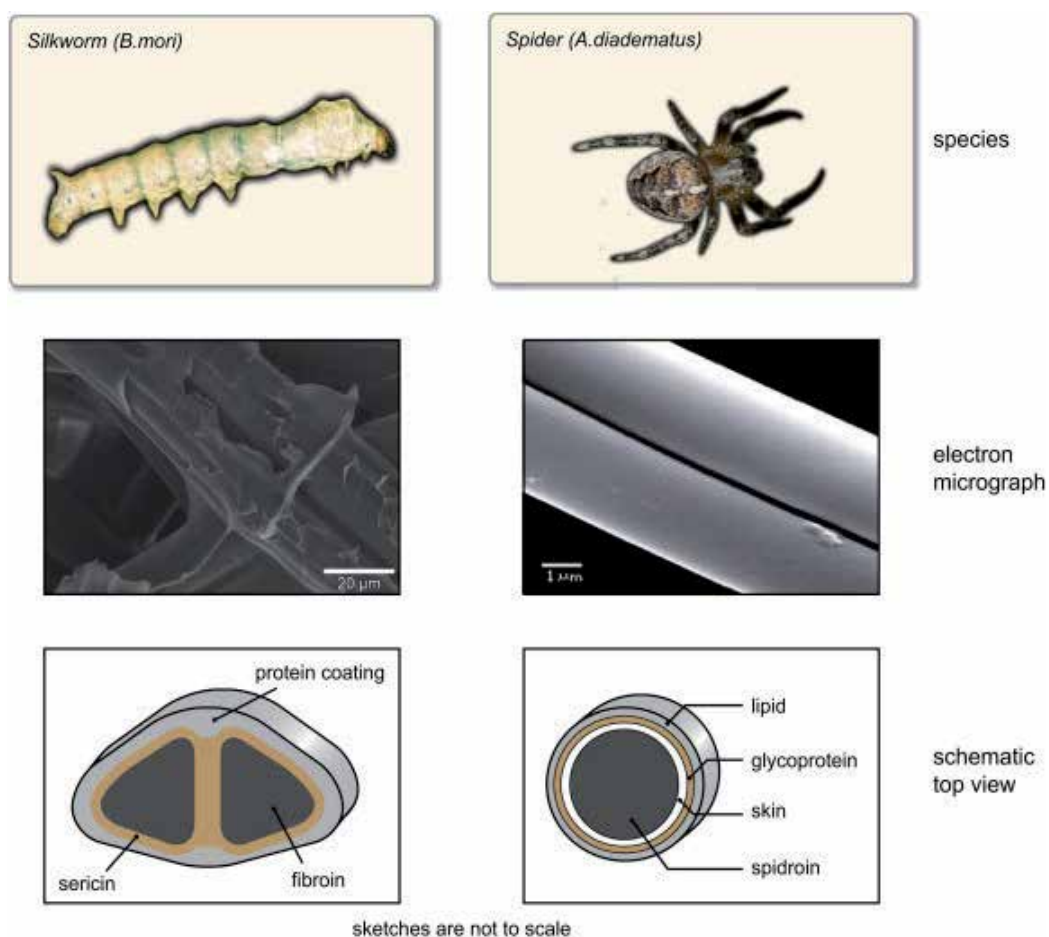 Silkworm (B.mori)
Spider (A.diadematus)
species
electron
micrograph
20 µm
1 µm
protein coating
sericin
fibroin
lipid
glycoprotein
skin
spidroin
schematic
top view
sketches are not to scale